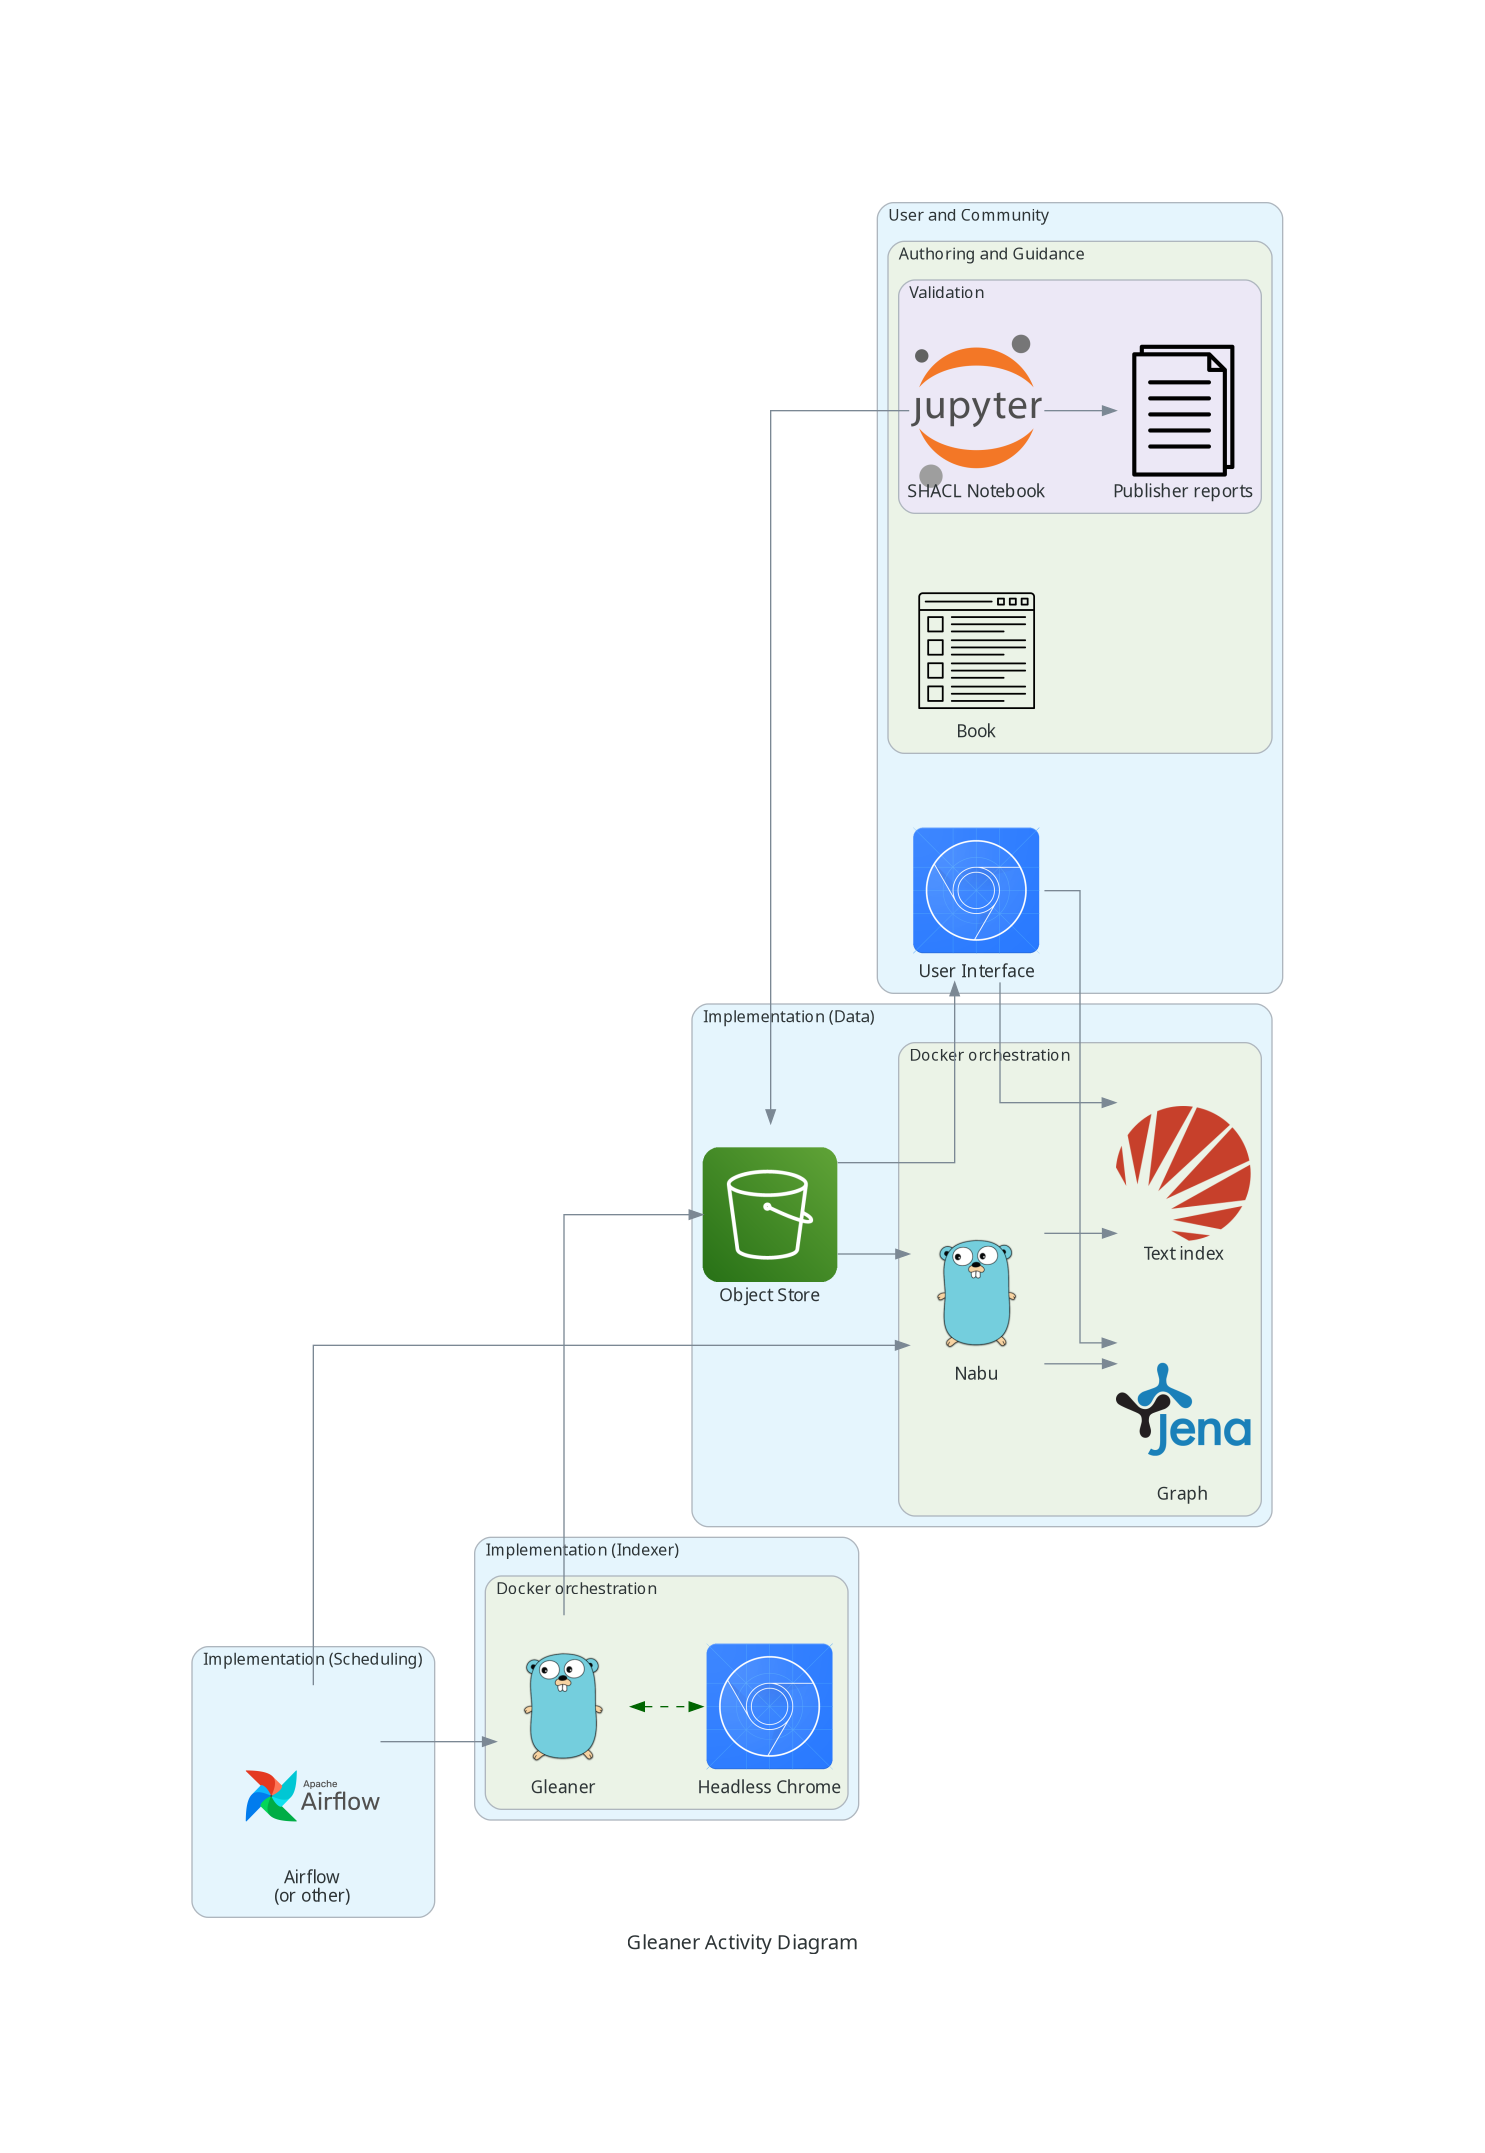 User and Community
Authoring and Guidance
Validation
jupyter
SHACL Notebook
Publisher reports
Book
User Interface
Implementation (Data)
Docker orchestration
Text index
Object Store
Nabu
Jena
Graph
Implementation (Indexer)
Docker orchestration
Gleaner
Headless Chrome
Implementation (Scheduling)
Apache
Airflow
Airflow
(or other)
Gleaner Activity Diagram